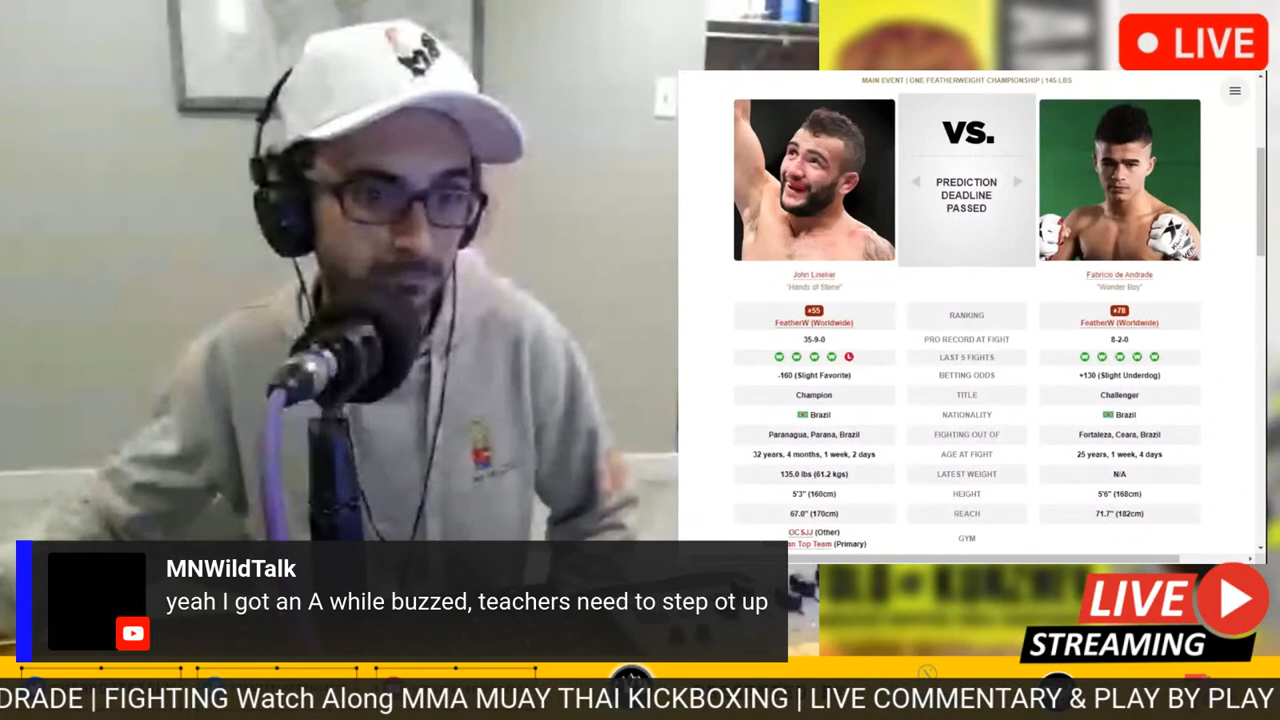 LIVE
MAIN EVENT | ONE FEATHERWEIGHT CHAMPIONSHIP | 145 LBS
VS.
PREDICTION
DEADLINE
PASSED
John Lineker
"Hands of Stone"
Fabricio de Andrade
"Wonder Boy"
#55 RANKING #78
FeatherW (Worldwide) FeatherW (Worldwide)
35-9-0 PRO RECORD AT FIGHT 8-2-0
W W W W L LAST 5 FIGHTS W W W W W
-160 (Slight Favorite) BETTING ODDS +130 (Slight Underdog)
Champion TITLE Challenger
Brazil NATIONALITY Brazil
Paranagua, Parana, Brazil FIGHTING OUT OF Fortaleza, Ceara, Brazil
32 years, 4 months, 1 week, 2 days AGE AT FIGHT 25 years, 1 week, 4 days
135.0 lbs (61.2 kgs) LATEST WEIGHT N/A
5'3" (160cm) HEIGHT 5'6" (168cm)
67.0" (170cm) REACH 71.7" (182cm)
OCSJJ (Other) GYM
an Top Team (Primary)
MNWildTalk
yeah I got an A while buzzed, teachers need to step ot up
LIVE
STREAMING
DRADE | FIGHTING Watch Along MMA MUAY THAI KICKBOXING | LIVE COMMENTARY & PLAY BY PLAY